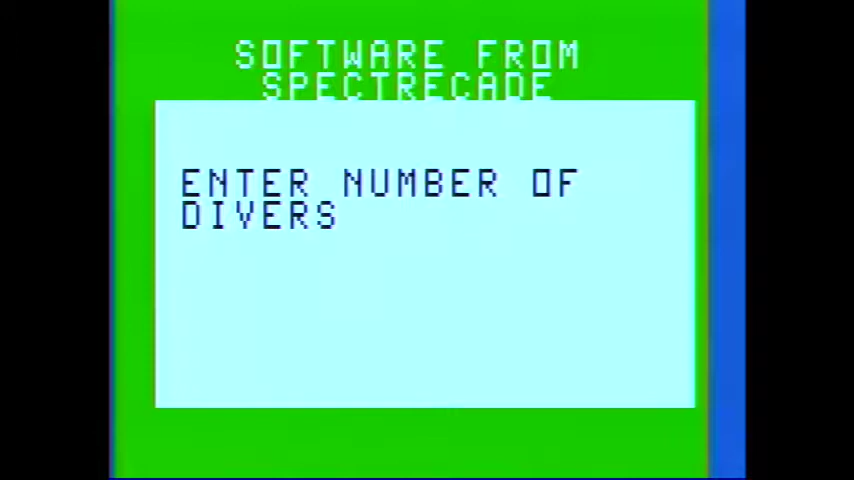 SOFTWARE FROM
SPECTRECADE
ENTER NUMBER OF
DIVERS